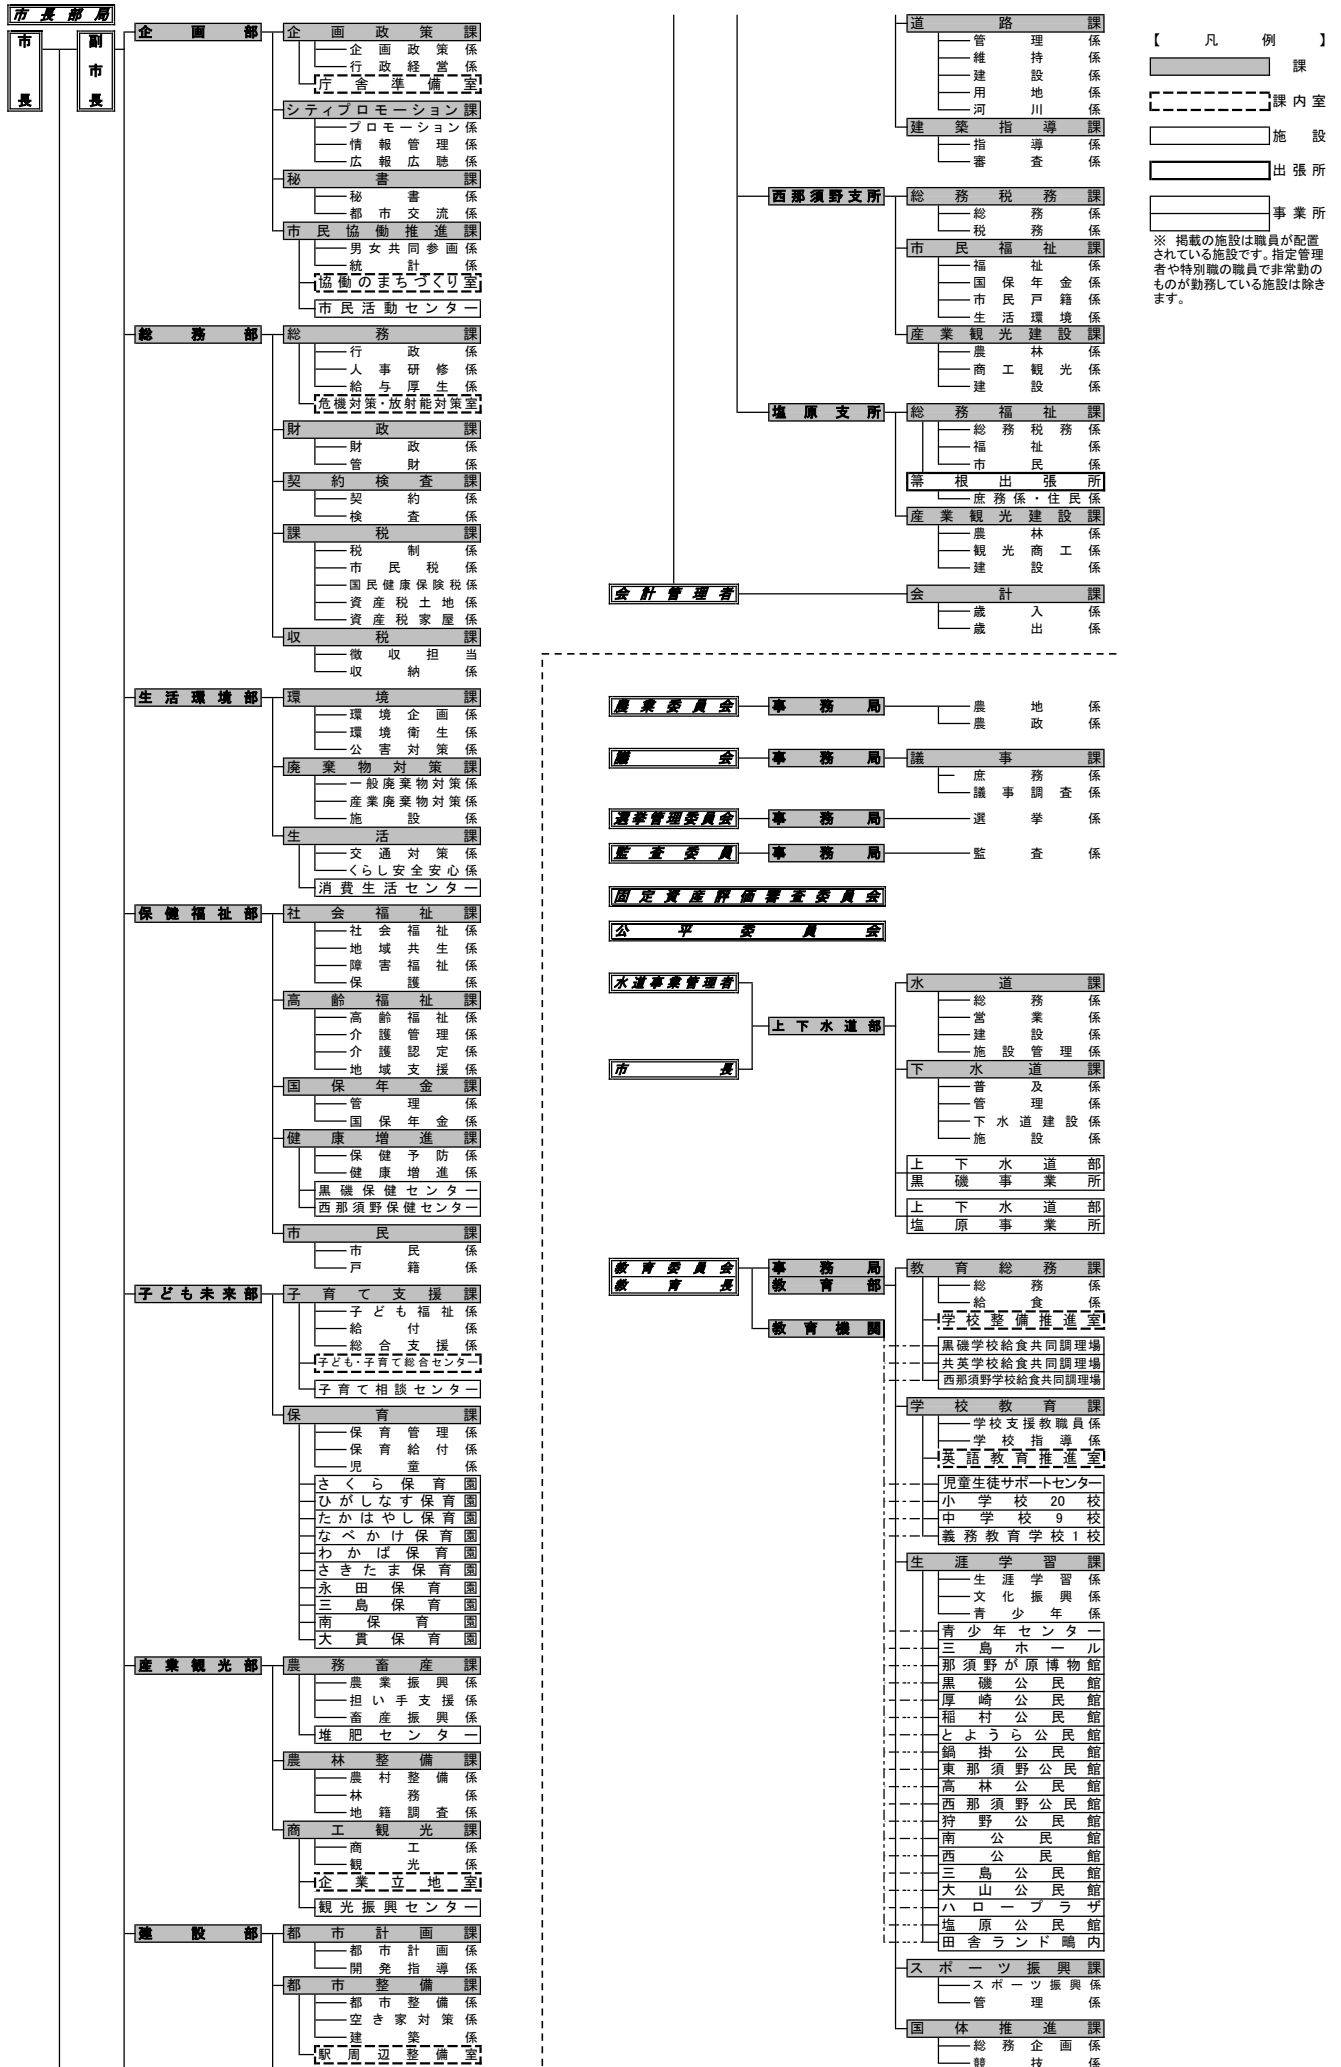 市長部局
市長
副市長
企画部
企画政策課
企画政策係
行政経営係
庁舎準備室
シティプロモーション課
プロモーション係
情報管理係
広報広聴係
秘書課
秘書係
都市交流係
市民協働推進課
男女共同参画係
統計係
協働のまちづくり室
市民活動センター
総務部
総務課
行政係
人事研修係
給与厚生係
危機対策・放射能対策室
財政課
財政係
管財係
契約検査課
契約係
検査係
課税課
税制係
市民税係
国民健康保険税係
資産税土地係
資産税家屋係
収税課
徴収担当
収納係
生活環境部
環境課
環境企画係
環境衛生係
公害対策係
廃棄物対策課
一般廃棄物対策係
産業廃棄物対策係
施設係
生活課
交通対策係
くらし安全安心係
消費生活センター
保健福祉部
社会福祉課
社会福祉係
地域共生係
障害福祉係
保護係
高齢福祉課
高齢福祉係
介護管理係
介護認定係
地域支援係
国保年金課
管理係
国保年金係
健康増進課
保健予防係
健康増進係
黒磯保健センター
西那須野保健センター
市民課
市民係
戸籍係
子ども未来部
子育て支援課
子ども福祉係
給付係
総合支援係
子ども・子育て総合センター
子育て相談センター
保育課
保育管理係
保育給付係
児童係
さくら保育園
ひがしなす保育園
たかはやし保育園
なべかけ保育園
わかば保育園
さきたま保育園
永田保育園
三島保育園
南保育園
大貫保育園
産業観光部
農務畜産課
農業振興係
担い手支援係
畜産振興係
堆肥センター
農林整備課
農村整備係
林務係
地籍調査係
商工観光課
商工係
観光係
企業立地室
観光振興センター
建設部
都市計画課
都市計画係
開発指導係
都市整備課
都市整備係
空き家対策係
建築係
駅周辺整備室
道路課
管理係
維持係
建設係
用地係
河川係
建築指導課
指導係
審査係
西那須野支所
総務税務課
総務係
税務係
市民福祉課
福祉係
国保年金係
市民戸籍係
生活環境係
産業観光建設課
農林係
商工観光係
建設係
塩原支所
総務福祉課
総務税務係
福祉係
市民係
箒根出張所
庶務係・住民係
産業観光建設課
農林係
観光商工係
建設係
会計管理者
会計課
歳入係
歳出係
農業委員会
事務局
農地係
農政係
議会
事務局
議事課
庶務係
議事調査係
選挙管理委員会
事務局
選挙係
監査委員
事務局
監査係
固定資産評価審査委員会
公平委員会
水道事業管理者
市長
上下水道部
水道課
総務係
営業係
建設係
施設管理係
下水道課
普及係
管理係
下水道建設係
施設係
上下水道部
黒磯事業所
上下水道部
塩原事業所
教育委員会
教育長
事務局
教育部
教育機関
教育総務課
総務係
給食係
学校整備推進室
黒磯学校給食共同調理場
共英学校給食共同調理場
西那須野学校給食共同調理場
学校教育課
学校支援教職員係
学校指導係
英語教育推進室
児童生徒サポートセンター
小学校20校
中学校9校
義務教育学校1校
生涯学習課
生涯学習係
文化振興係
青少年係
青少年センター
三島ホール
那須野が原博物館
黒磯公民館
厚崎公民館
稲村公民館
とようら公民館
鍋掛公民館
東那須野公民館
高林公民館
西那須野公民館
狩野公民館
南公民館
西公民館
三島公民館
大山公民館
ハロープラザ
塩原公民館
田舎ランド鴫内
スポーツ振興課
スポーツ振興係
管理係
国体推進課
総務企画係
競技係
【凡例】
課
課内室
施設
出張所
事業所
※ 掲載の施設は職員が配置
されている施設です。指定管理
者や特別職の職員で非常勤の
ものが勤務している施設は除き
ます。